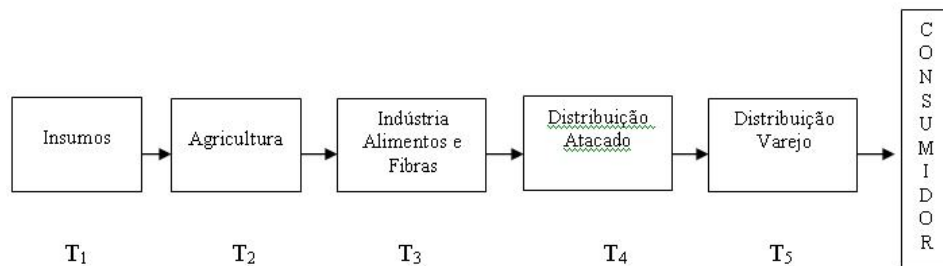 Insumos
Agricultura
Indústria
Alimentos e
Fibras
Distribuição
Atacado
Distribuição
Varejo
C
O
N
S
U
M
I
D
O
R
T1
T2
T3
T4
T5